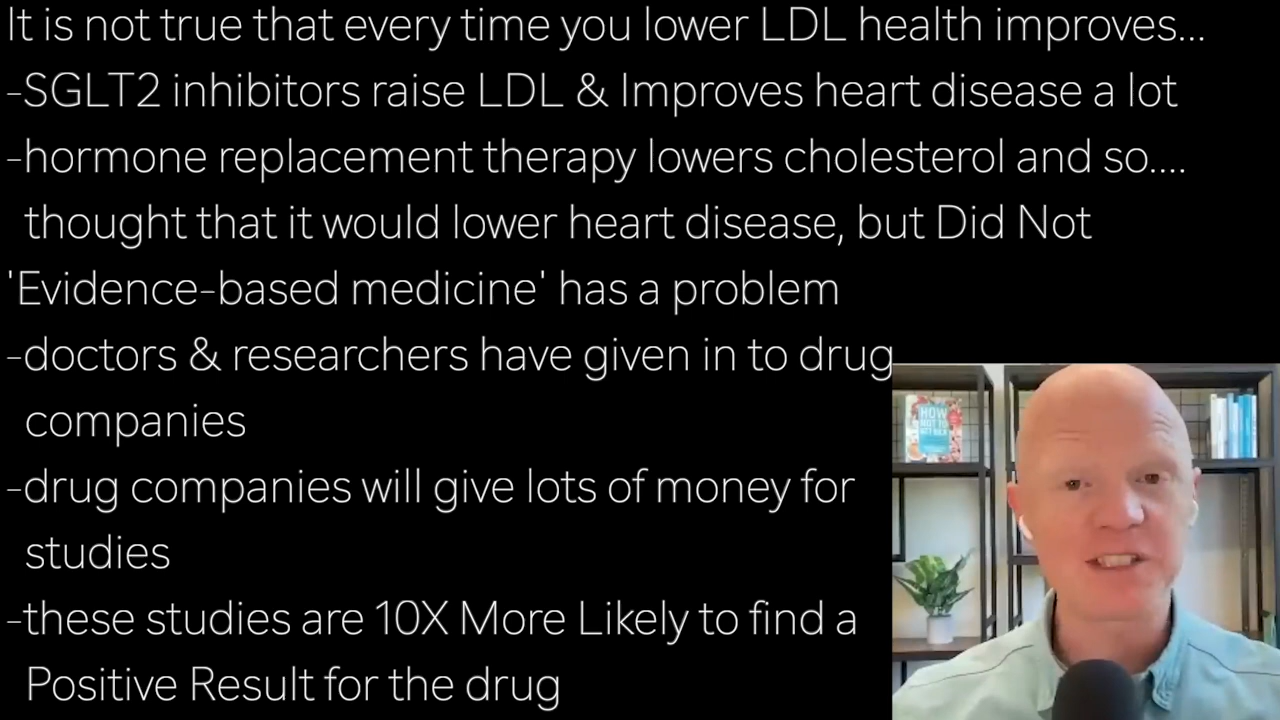 It is not true that every time you lower LDL health improves...
-SGLT2 inhibitors raise LDL & Improves heart disease a lot
-hormone replacement therapy lowers cholesterol and so....
thought that it would lower heart disease, but Did Not
'Evidence-based medicine' has a problem
-doctors & researchers have given in to drug
companies
-drug companies will give lots of money for
studies
-these studies are 10X More Likely to find a
Positive Result for the drug
HOW
NOT TO